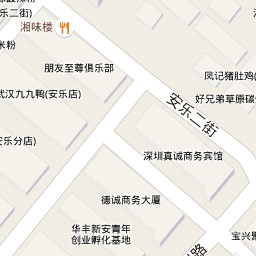 乐二街)
湘味楼
米粉
朋友至尊俱乐部
凤记猪肚鸡(
武汉九九鸭(安乐店)
好兄弟草原碳
安乐二街
安乐分店)
深圳真诚商务宾馆
德诚商务大厦
华丰新安青年
创业孵化基地
宝兴
路